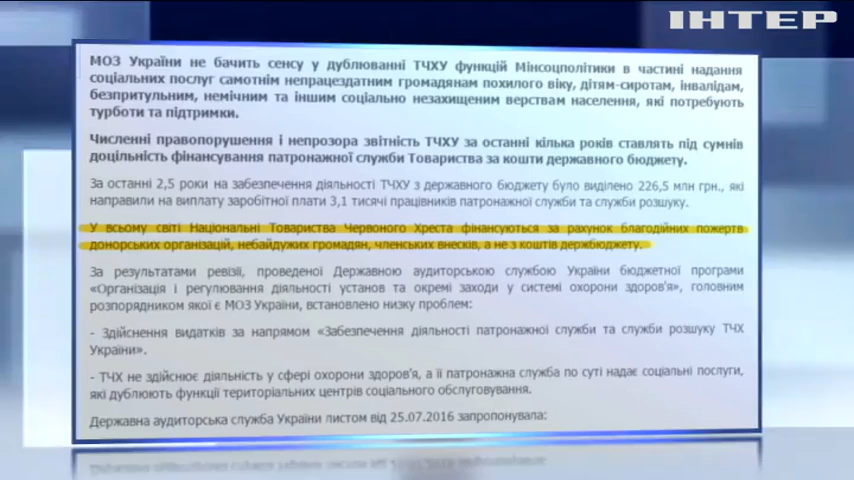 ІНТЕР
МОЗ України не бачить сенсу у дублюванні ТЧХУ функцій Мінсоцполітики в частині надання
соціальних послуг самотнім непрацездатним громадянам похилого віку, дітям-сиротам, інвалідам,
безпритульним, немічним та іншим соціально незахищеним верствам населення, які потребують
турботи та підтримки.
Численні правопорушення і непрозора звітність ТЧХУ за останні кілька років ставлять під сумнів
доцільність фінансування патронажної служби Товариства за кошти державного бюджету.
За останні 2,5 роки на забезпечення діяльності ТЧХУ з державного бюджету було виділено 226,5 млн грн., які
направили на виплату заробітної плати 3,1 тисячі працівників патронажної служби та служби розшуку.
У всьому світі Національні Товариства Червоного Хреста фінансуються за рахунок благодійних пожертв
донорських організацій, небайдужих громадян, членських внесків, а не з коштів держбюджету.
За результатами ревізії, проведеної Державною аудиторською службою України бюджетної програми
«Організація і регулювання діяльності установ та окремі заходи у системі охорони здоров'я», головним
розпорядником якої є МОЗ України, встановлено низку проблем:
- Здійснення видатків за напрямом «Забезпечення діяльності патронажної служби та служби розшуку ТЧХ
України».
- ТЧХ не здійснює діяльність у сфері охорони здоров'я, а її патронажна служба по суті надає соціальні послуги,
які дублюють функції територіальних центрів соціального обслуговування.
Державна аудиторська служба України листом від 25.07.2016 запропонувала: